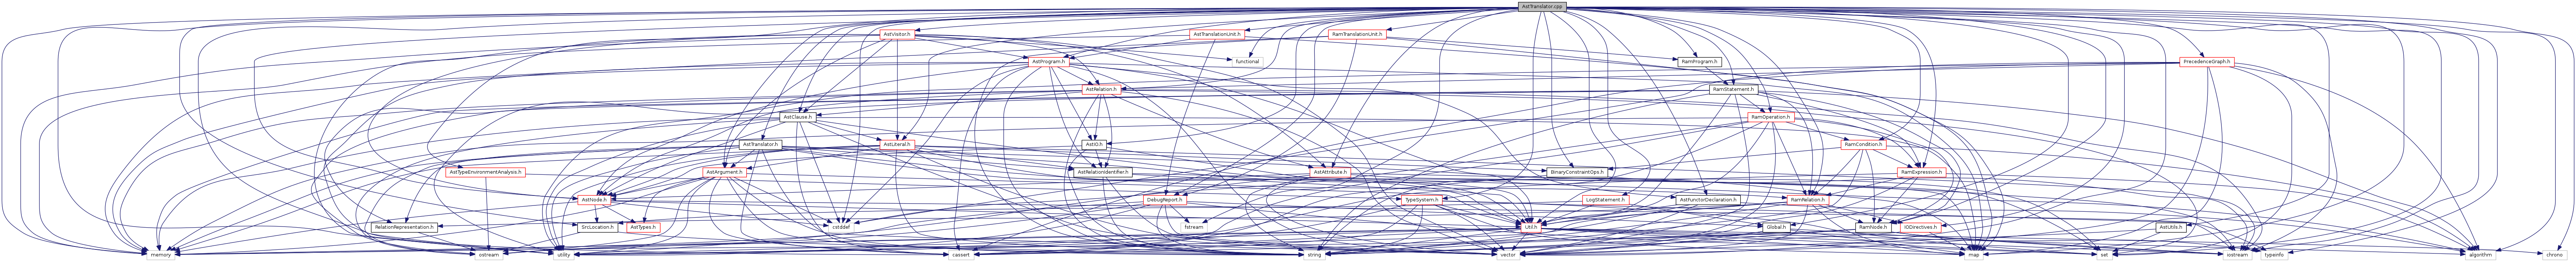 AstTranslator.cpp
AstVisitor.h
AstTranslationUnit.h
RamTranslationUnit.h
functional
AstProgram.h
RamProgram.h
PrecedenceGraph.h
AstRelation.h
RamStatement.h
AstClause.h
RamOperation.h
AstTranslator.h
AstLiteral.h
AstIO.h
RamCondition.h
AstTypeEnvironmentAnalysis.h
AstArgument.h
AstRelationIdentifier.h
AstAttribute.h
BinaryConstraintOps.h
RamExpression.h
AstNode.h
DebugReport.h
TypeSystem.h
LogStatement.h
AstFunctorDeclaration.h
RamRelation.h
RelationRepresentation.h
SrcLocation.h
AstTypes.h
cstddef
fstream
Util.h
Global.h
RamNode.h
IODirectives.h
AstUtils.h
memory
ostream
utility
cassert
string
vector
map
set
iostream
typeinfo
algorithm
chrono